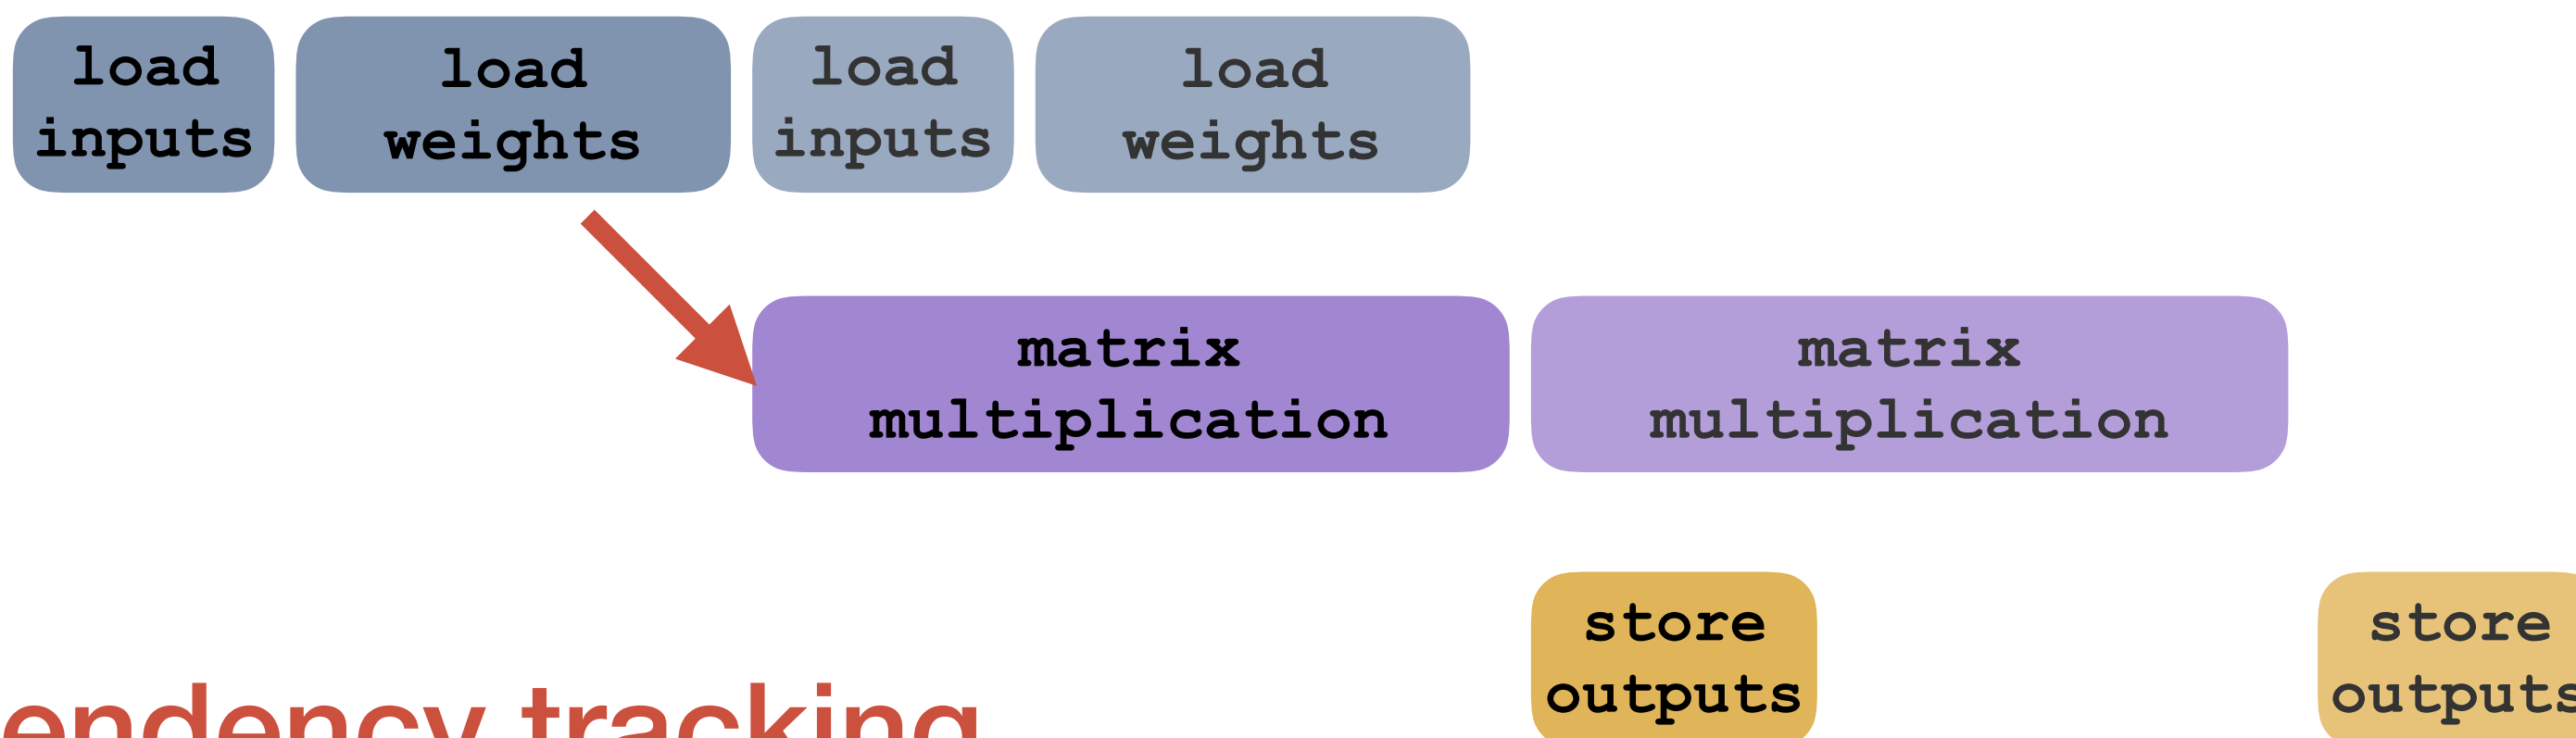 load
inputs
load
weights
load
inputs
load
weights
matrix
multiplication
matrix
multiplication
store
outputs
store
outputs
endency tracking